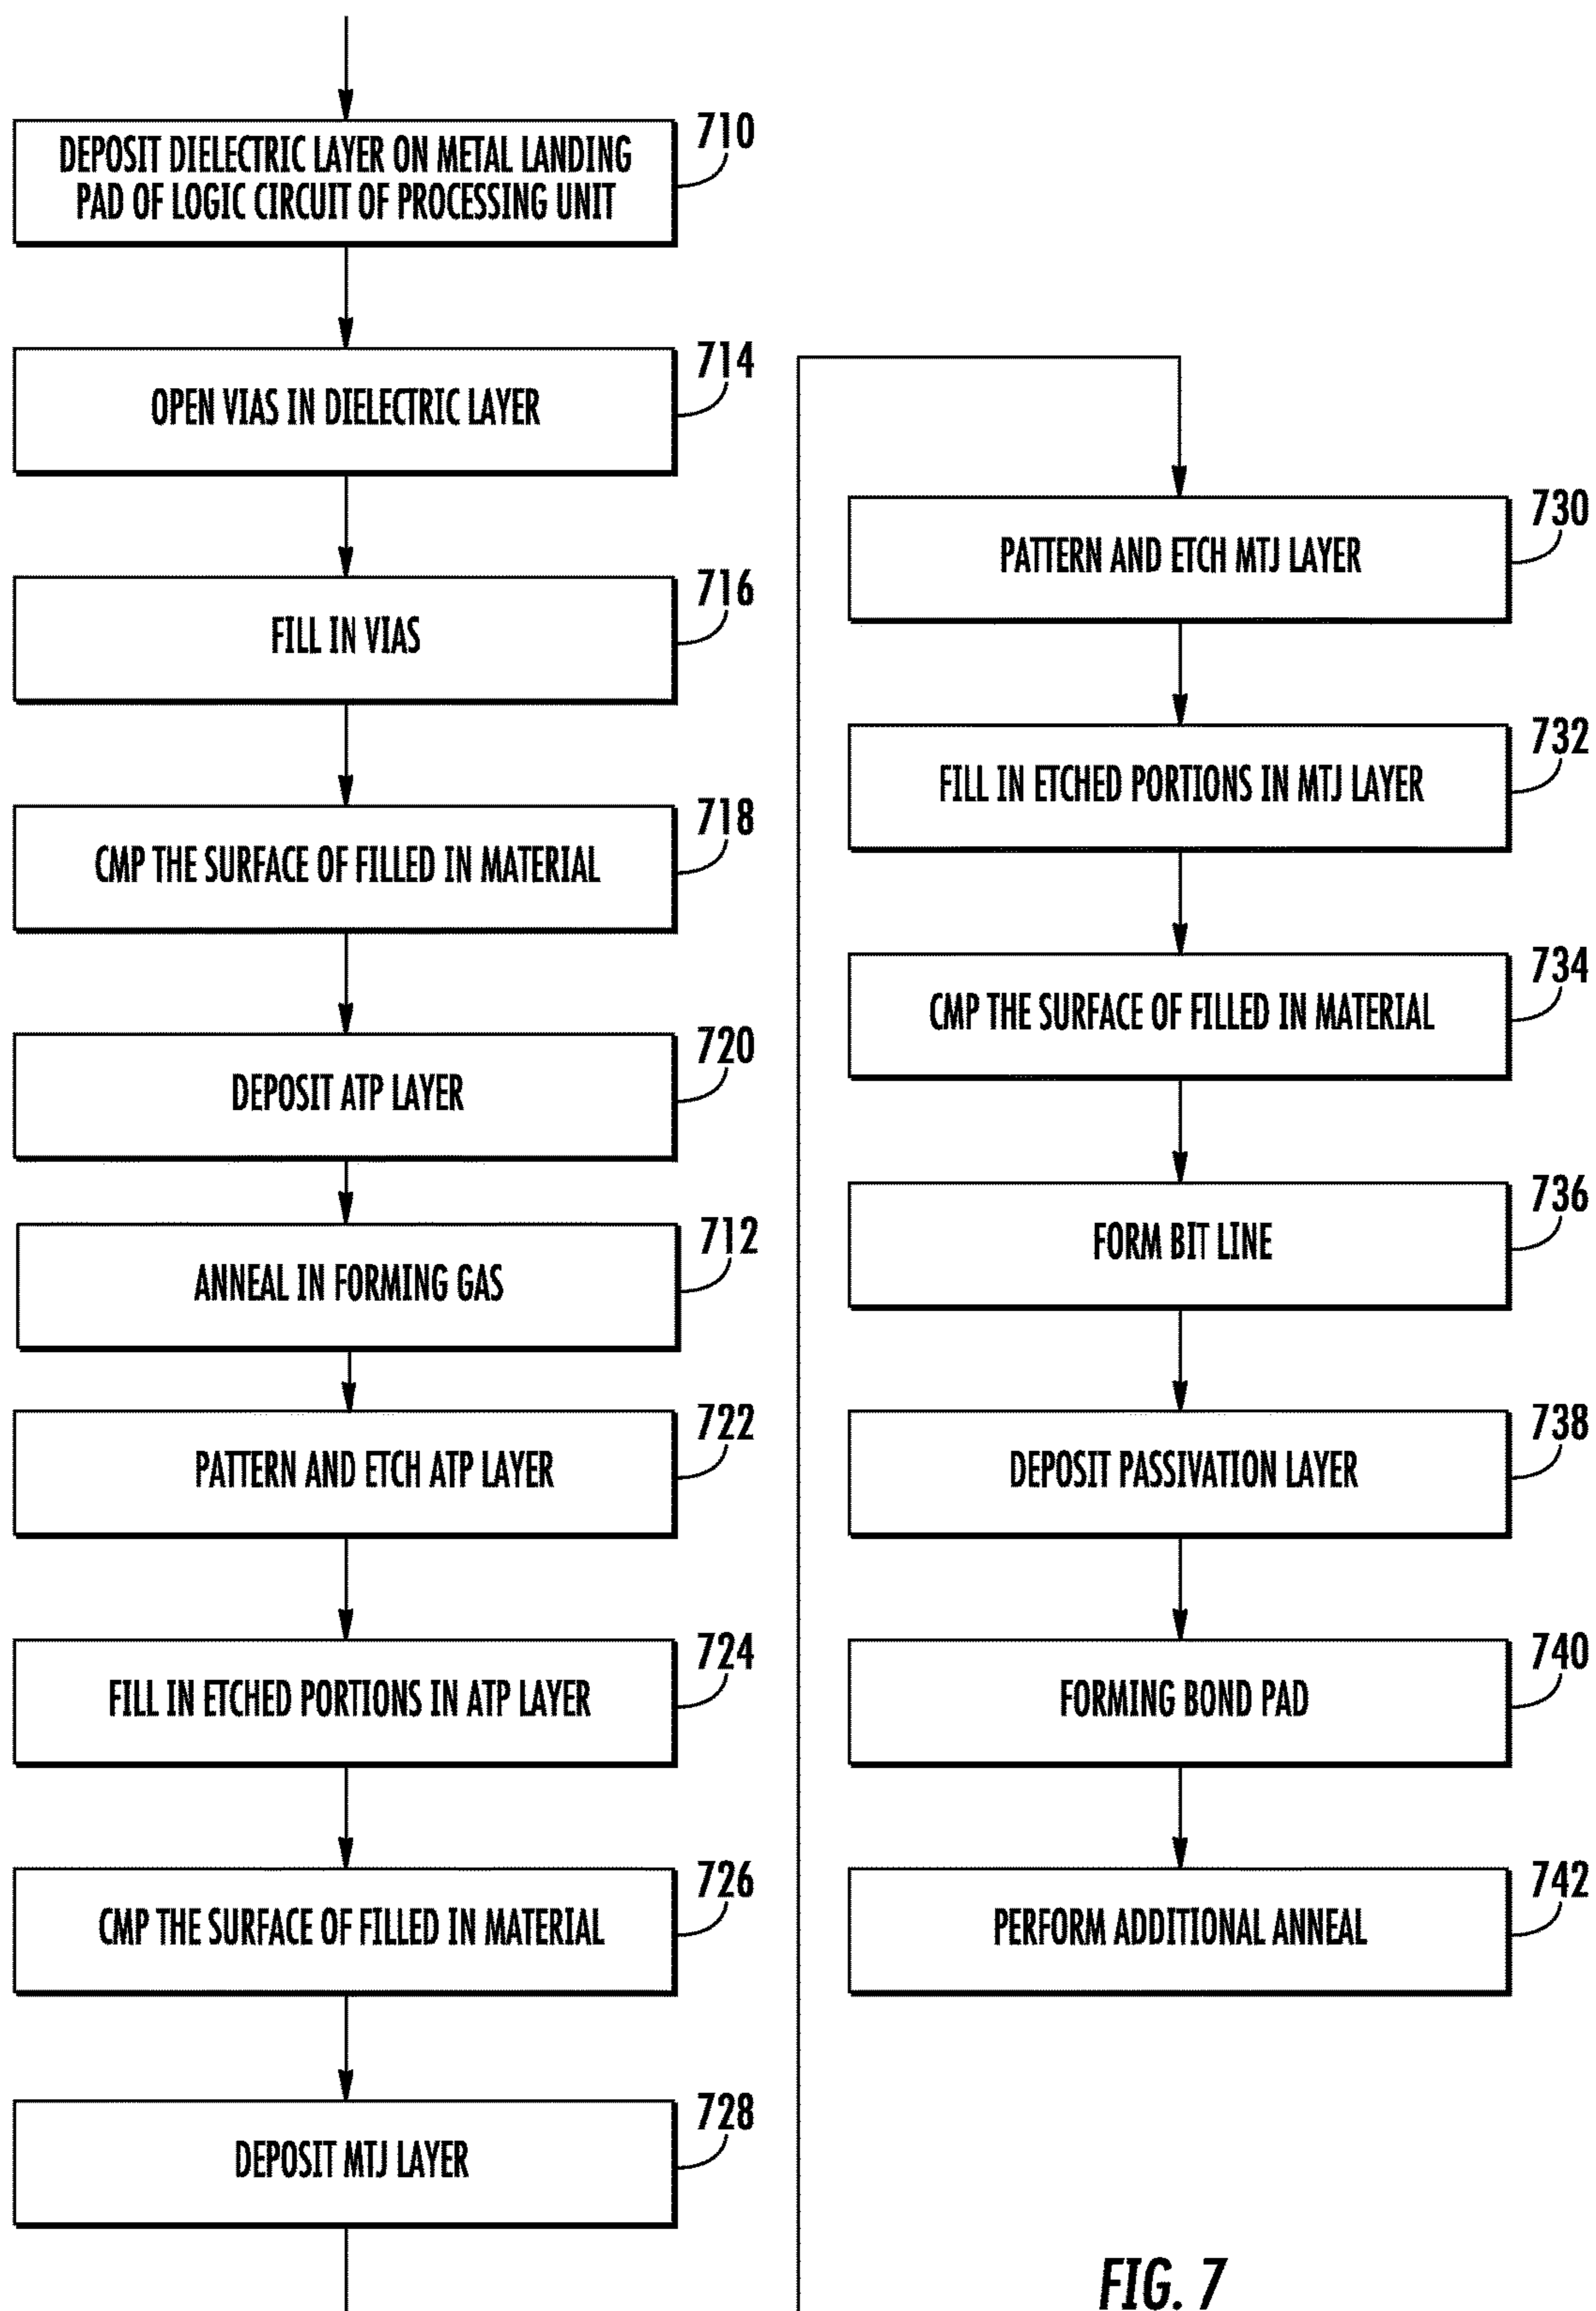 710
DEPOSIT DIELECTRIC LAYER ON METAL LANDING
PAD OF LOGIC CIRCUIT OF PROCESSING UNIT
714
OPEN VIAS IN DIELECTRIC LAYER
716
FILL IN VIAS
718
CMP THE SURFACE OF FILLED IN MATERIAL
720
DEPOSIT ATP LAYER
712
ANNEAL IN FORMING GAS
722
PATTERN AND ETCH ATP LAYER
724
FILL IN ETCHED PORTIONS IN ATP LAYER
726
CMP THE SURFACE OF FILLED IN MATERIAL
728
DEPOSIT MTJ LAYER
730
PATTERN AND ETCH MTJ LAYER
732
FILL IN ETCHED PORTIONS IN MTJ LAYER
734
CMP THE SURFACE OF FILLED IN MATERIAL
736
FORM BIT LINE
738
DEPOSIT PASSIVATION LAYER
740
FORMING BOND PAD
742
PERFORM ADDITIONAL ANNEAL
FIG. 7